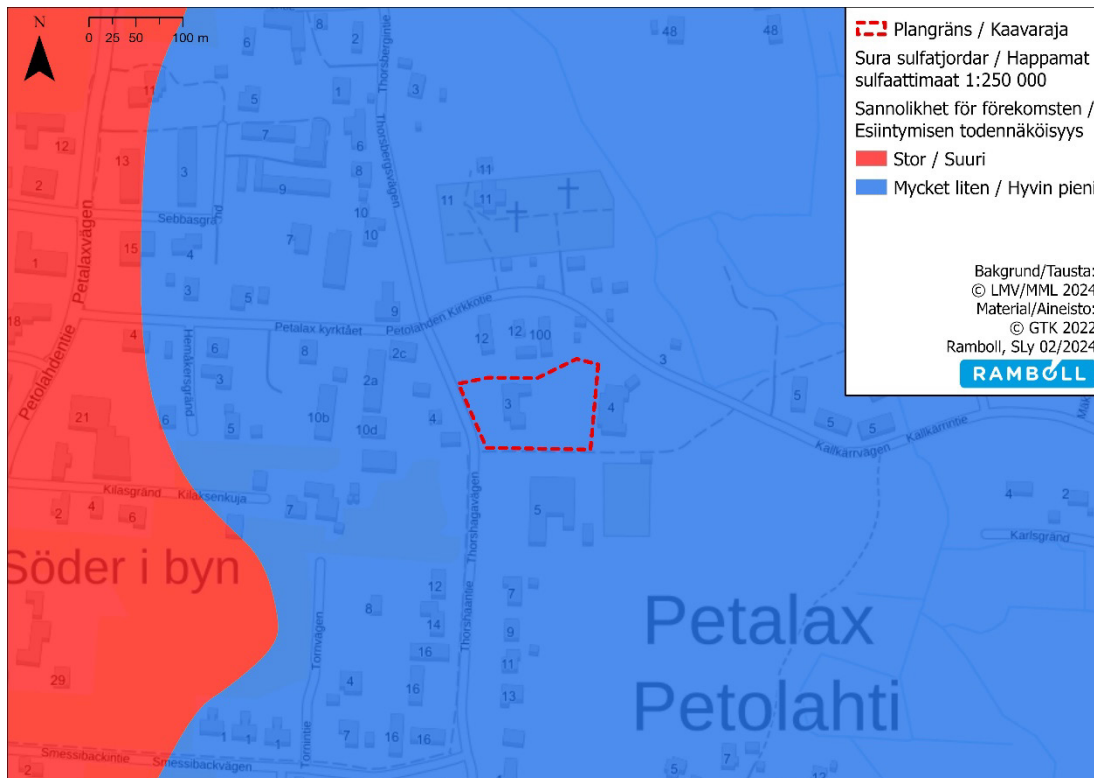 N
0 25 50 100 m
Plangräns / Kaavaraja
Sura sulfatjordar / Happamat
sulfaattimaat 1:250 000
Sannolikhet för förekomsten /
Esiintymisen todennäköisyys
Stor / Suuri
Mycket liten / Hyvin pieni
Bakgrund/Tausta:
© LMV/MML 2024
Material/Aineisto:
© GTK 2022
Ramboll, SLy 02/2024
RAMBOLL
Thorsbergintie
Thorsbergsvägen
Petalaxvägen
Petolahdentie
Sebbasgränd
Petalax kyrktået
Petolahden Kirkkotie
Hemåkersgränd
Kilasgränd
Kilaksenkuja
Söder i byn
Thorshagavägen
Thorshaantie
Tornvägen
Tornintie
Smessibackintie
Smessibackvägen
Kallkärrvägen
Kallkärrntie
Karlsgränd
Petalax
Petolahti
48
48
8
6
2
11
5
1
3
12
13
7
6
2
3
9
8
11
11
11
10
10
7
15
4
1
3
5
9
18
4
6
8
2c
12
12
100
3
3
2a
3
4
5
5
5
21
6
5
10b
10d
4
2
4
6
7
5
4
2
12
8
14
7
9
16
11
29
4
16
13
1
1
1
7
16
16
2
5
7
12